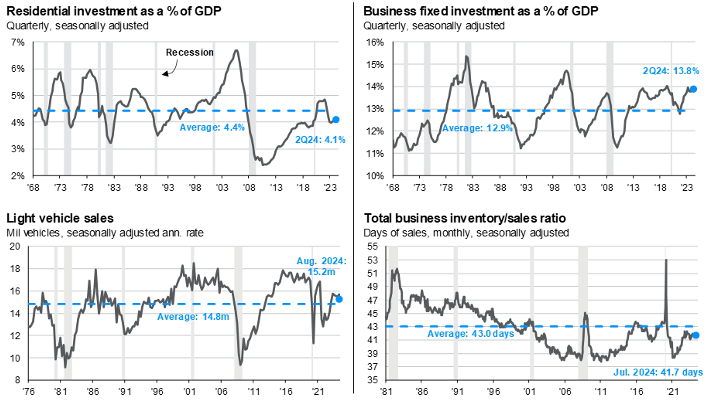 Residential investment as a % of GDP
Quarterly, seasonally adjusted
7%
6%
5%
4%
3%
2%
Recession
Average: 4.4%
2Q24: 4.1%
'68 '73 '78 '83 '88 '93 '98 '03 '08 '13 '18 '23
Business fixed investment as a % of GDP
Quarterly, seasonally adjusted
16%
15%
14%
13%
12%
11%
10%
2Q24: 13.8%
Average: 12.9%
'68 '73 '78 '83 '88 '93 '98 '03 '08 '13 '18 '23
Light vehicle sales
Mil vehicles, seasonally adjusted ann. rate
20
18
16
14
12
10
8
Aug. 2024:
15.2m
Average: 14.8m
'76 '81 '86 '91 '96 '01 '06 '11 '16 '21
Total business inventory/sales ratio
Days of sales, monthly, seasonally adjusted
55
53
51
49
47
45
43
41
39
37
35
Average: 43.0 days
Jul. 2024: 41.7 days
'81 '86 '91 '96 '01 '06 '11 '16 '21